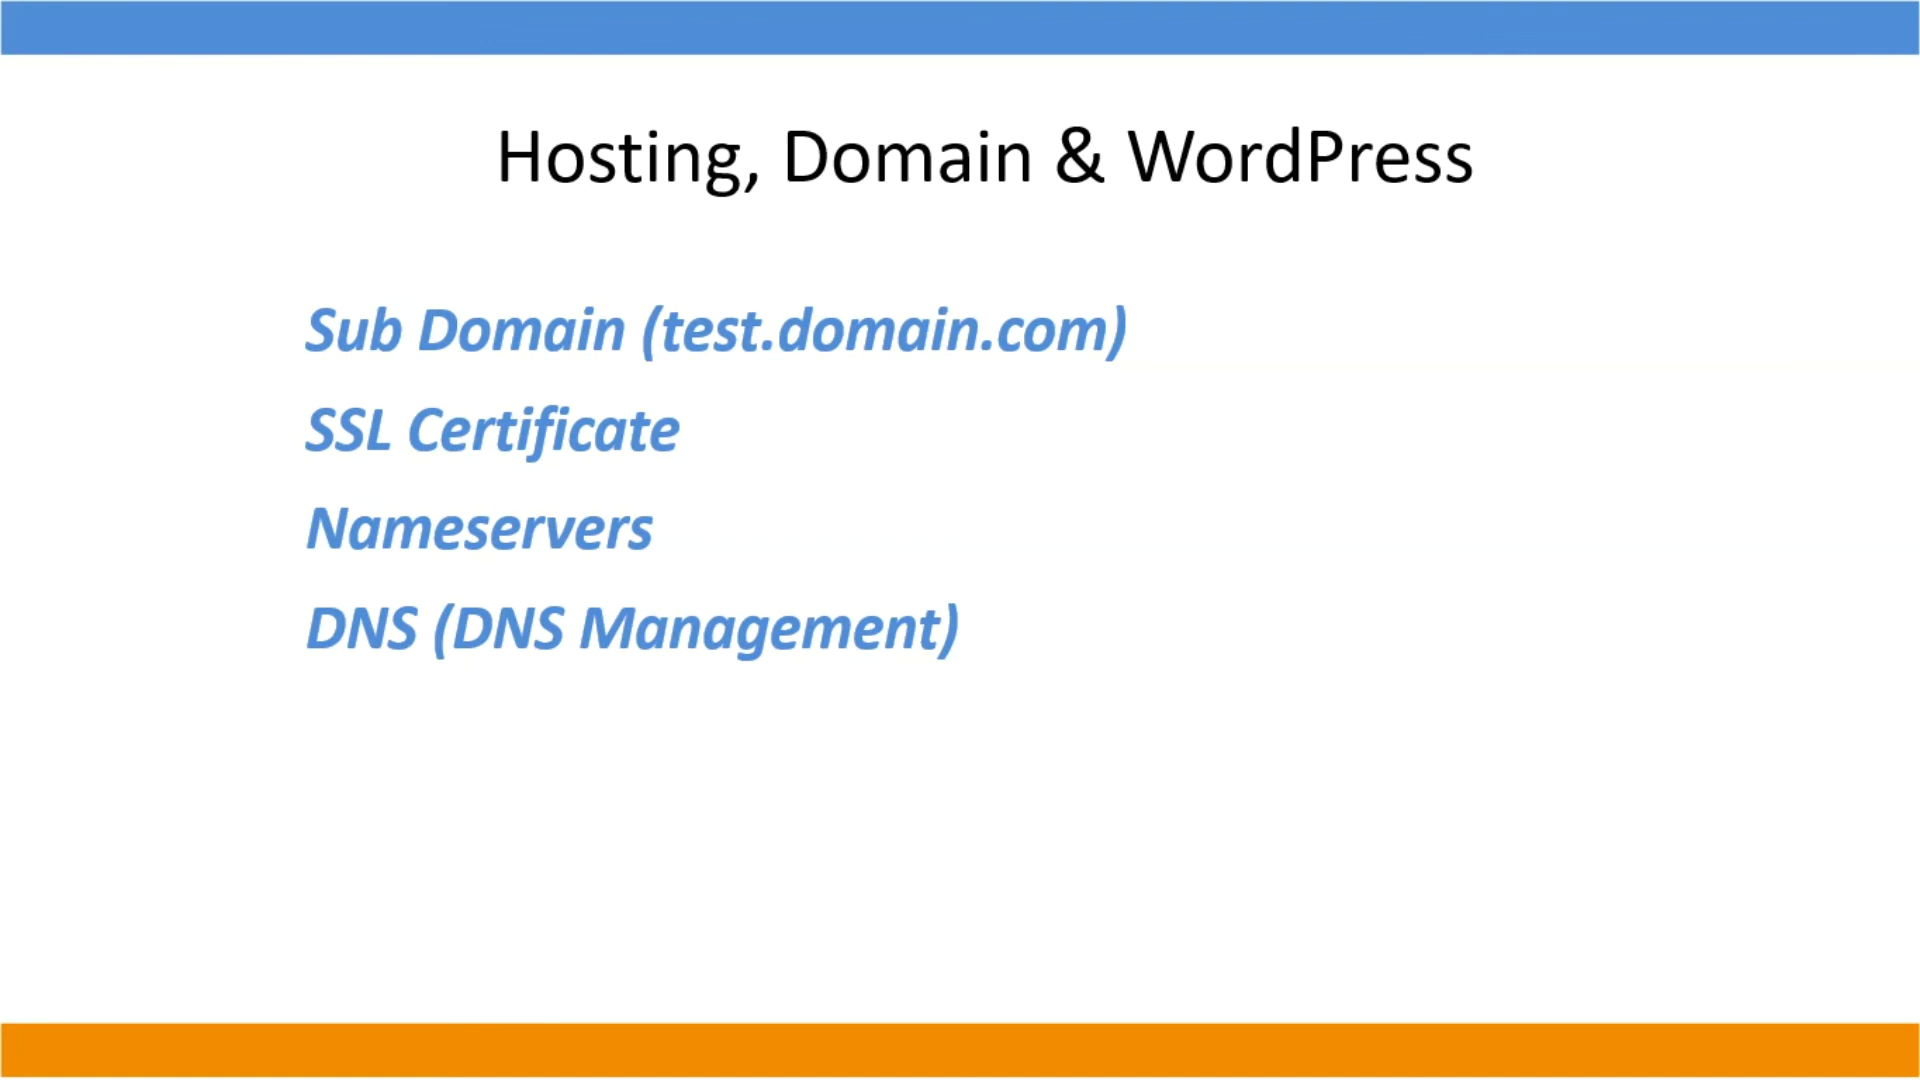 Hosting, Domain & WordPress
Sub Domain (test.domain.com)
SSL Certificate
Nameservers
DNS (DNS Management)